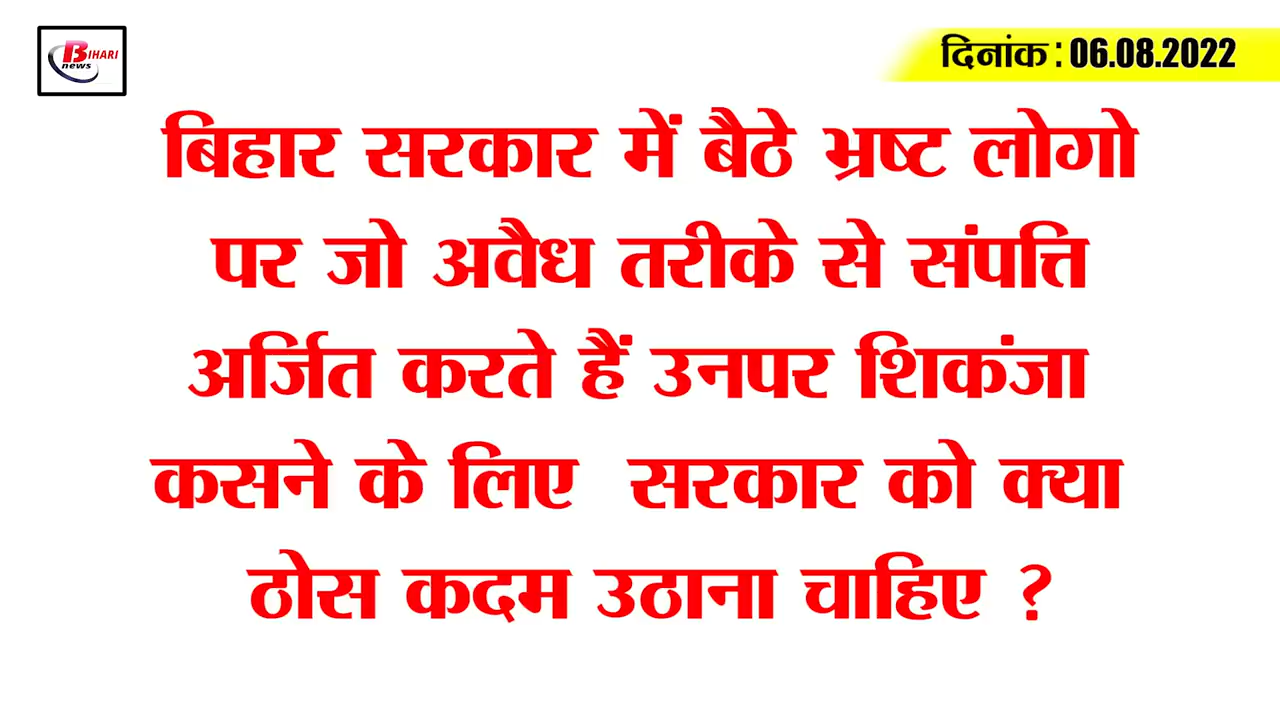 BIHARI
news
दिनांक : 06.08.2022
बिहार सरकार में बैठे भ्रष्ट लोगो
पर जो अवैध तरीके से संपत्ति
अर्जित करते हैं उनपर शिकंजा
कसने के लिए सरकार को क्या
ठोस कदम उठाना चाहिए ?